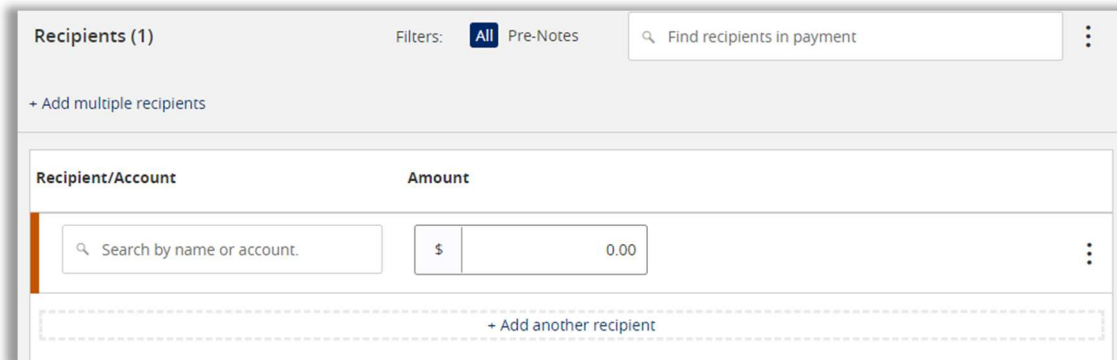 Recipients (1) Filters: All Pre-Notes Find recipients in payment
+ Add multiple recipients
Recipient/Account Amount
Search by name or account. $ 0.00
+ Add another recipient